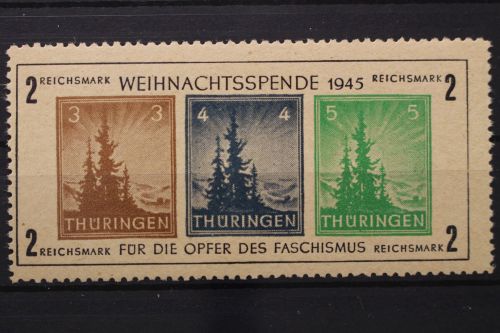 2 REICHSMARK WEIHNACHTSSPENDE 1945 REICHSMARK 2
3 3 4 4 5 5
THÜRINGEN THÜRINGEN THÜRINGEN
2 REICHSMARK FÜR DIE OPFER DES FASCHISMUS REICHSMARK 2